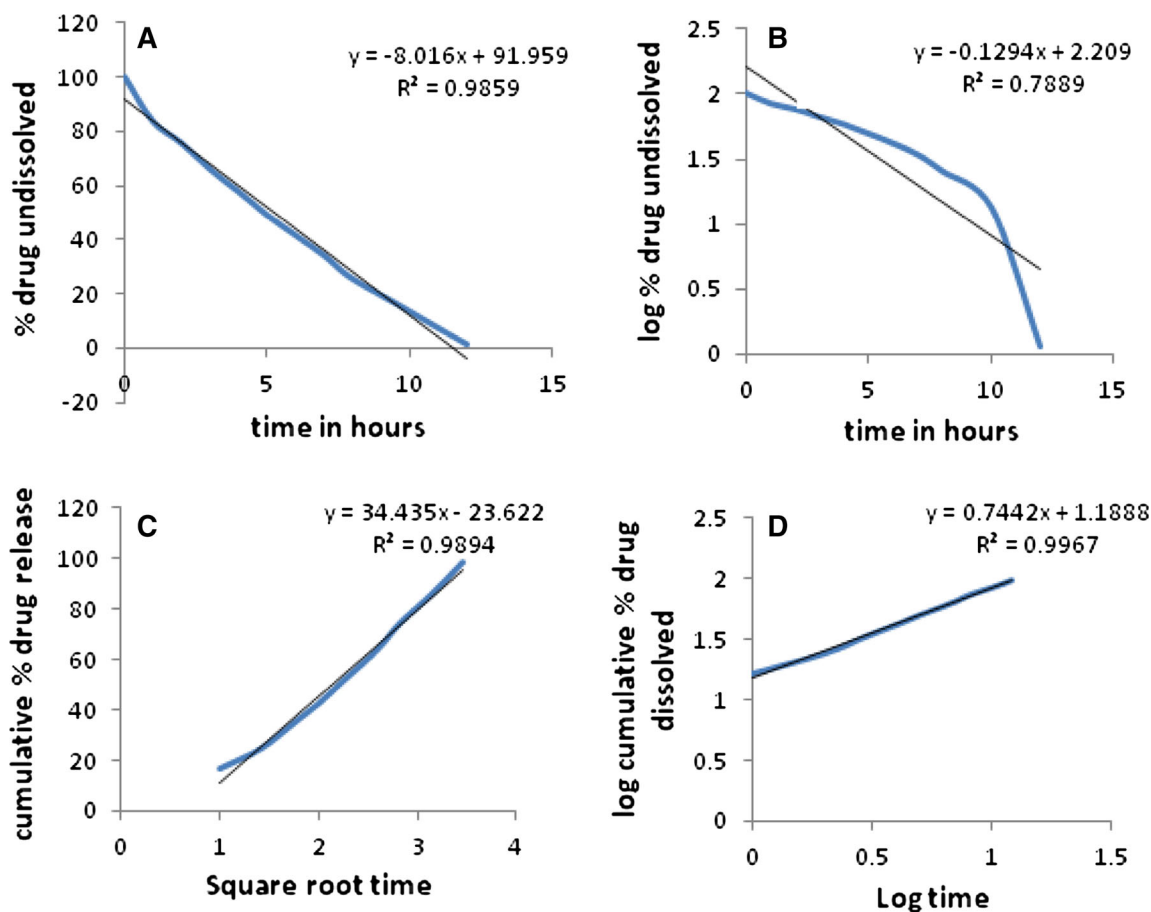 A
y = -8.016x + 91.959
R² = 0.9859
% drug undissolved
120
100
80
60
40
20
0
-20
0 5 10 15
time in hours
B
y = -0.1294x + 2.209
R² = 0.7889
log % drug undissolved
2.5
2
1.5
1
0.5
0
0 5 10 15
time in hours
C
y = 34.435x - 23.622
R² = 0.9894
cumulative % drug release
120
100
80
60
40
20
0
0 1 2 3 4
Square root time
D
y = 0.7442x + 1.1888
R² = 0.9967
log cumulative % drug
dissolved
2.5
2
1.5
1
0.5
0
0 0.5 1 1.5
Log time